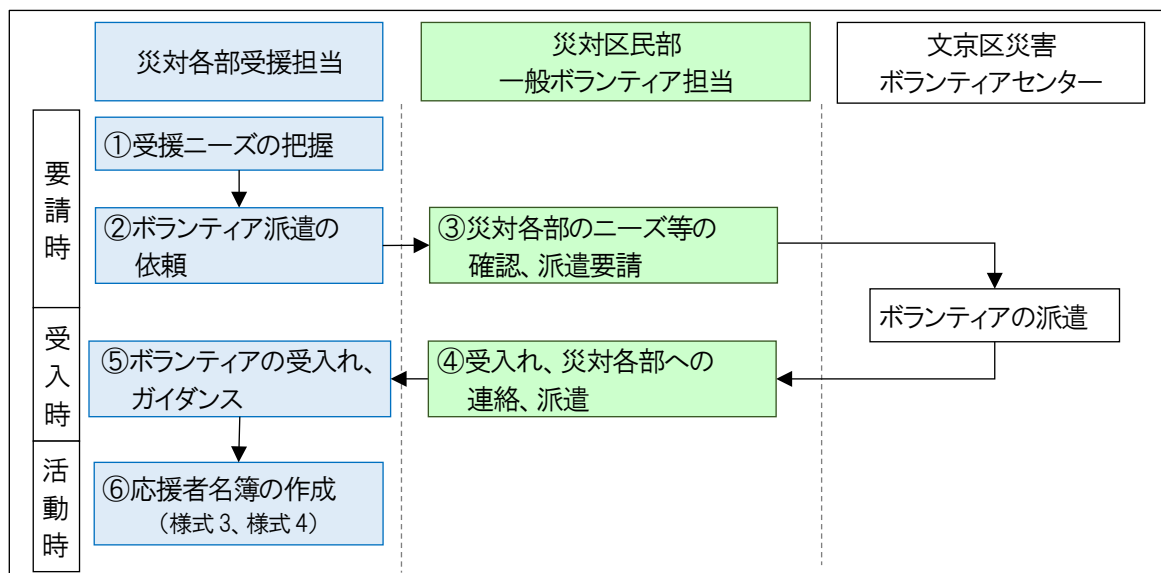 災対各部受援担当
災対区民部
一般ボランティア担当
文京区災害
ボランティアセンター
要請時
①受援ニーズの把握
②ボランティア派遣の
依頼
③災対各部のニーズ等の
確認、派遣要請
ボランティアの派遣
受入時
⑤ボランティアの受入れ、
ガイダンス
④受入れ、災対各部への
連絡、派遣
活動時
⑥応援者名簿の作成
（様式３、様式４）